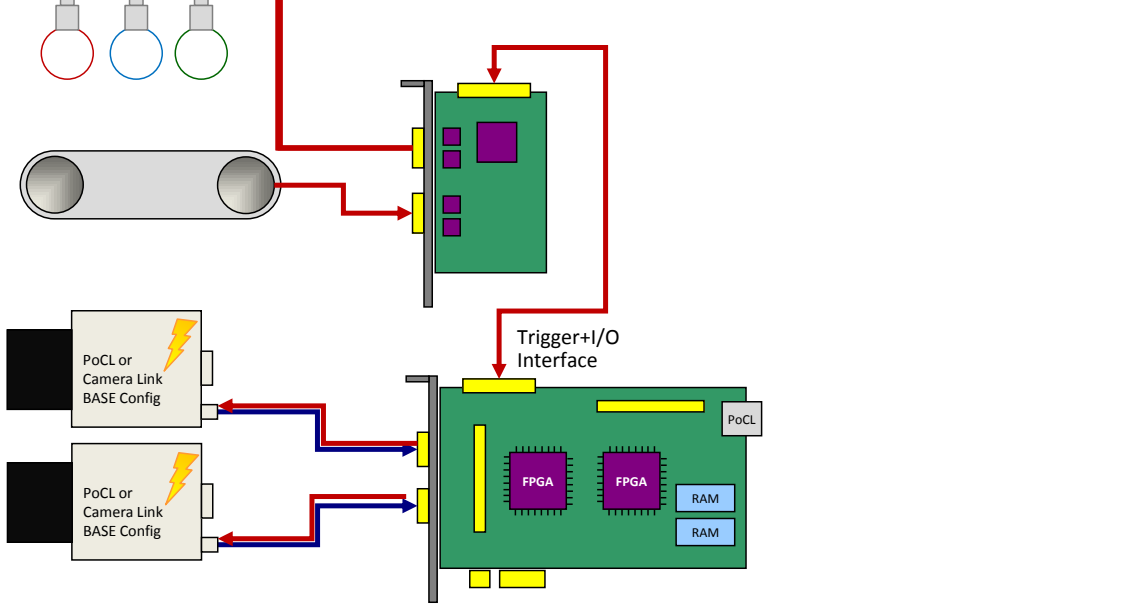 Trigger+I/O
Interface
PoCL or
Camera Link
BASE Config
PoCL
FPGA
FPGA
RAM
RAM
PoCL or
Camera Link
BASE Config